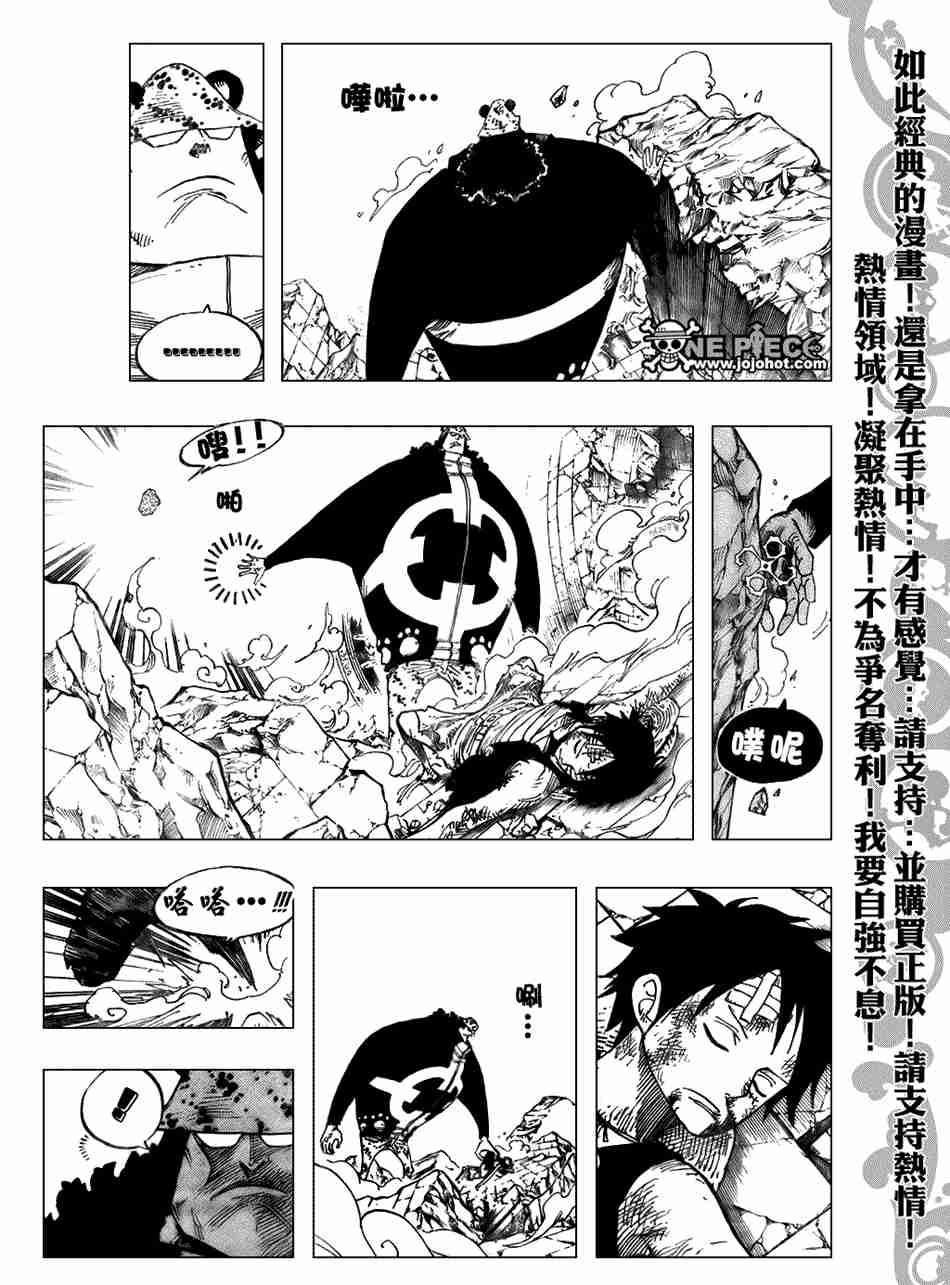 如此經典的漫畫！還是拿在手中…才有感覺…請支持…並購買正版！請支持熱情！
熱情領域！凝聚熱情！不為爭名奪利！我要自強不息！
嘩啦…
ONE PIECE
www.jojohot.com
………
噗呢
嗖!!
啪
…
嗒嗒…!!!
!